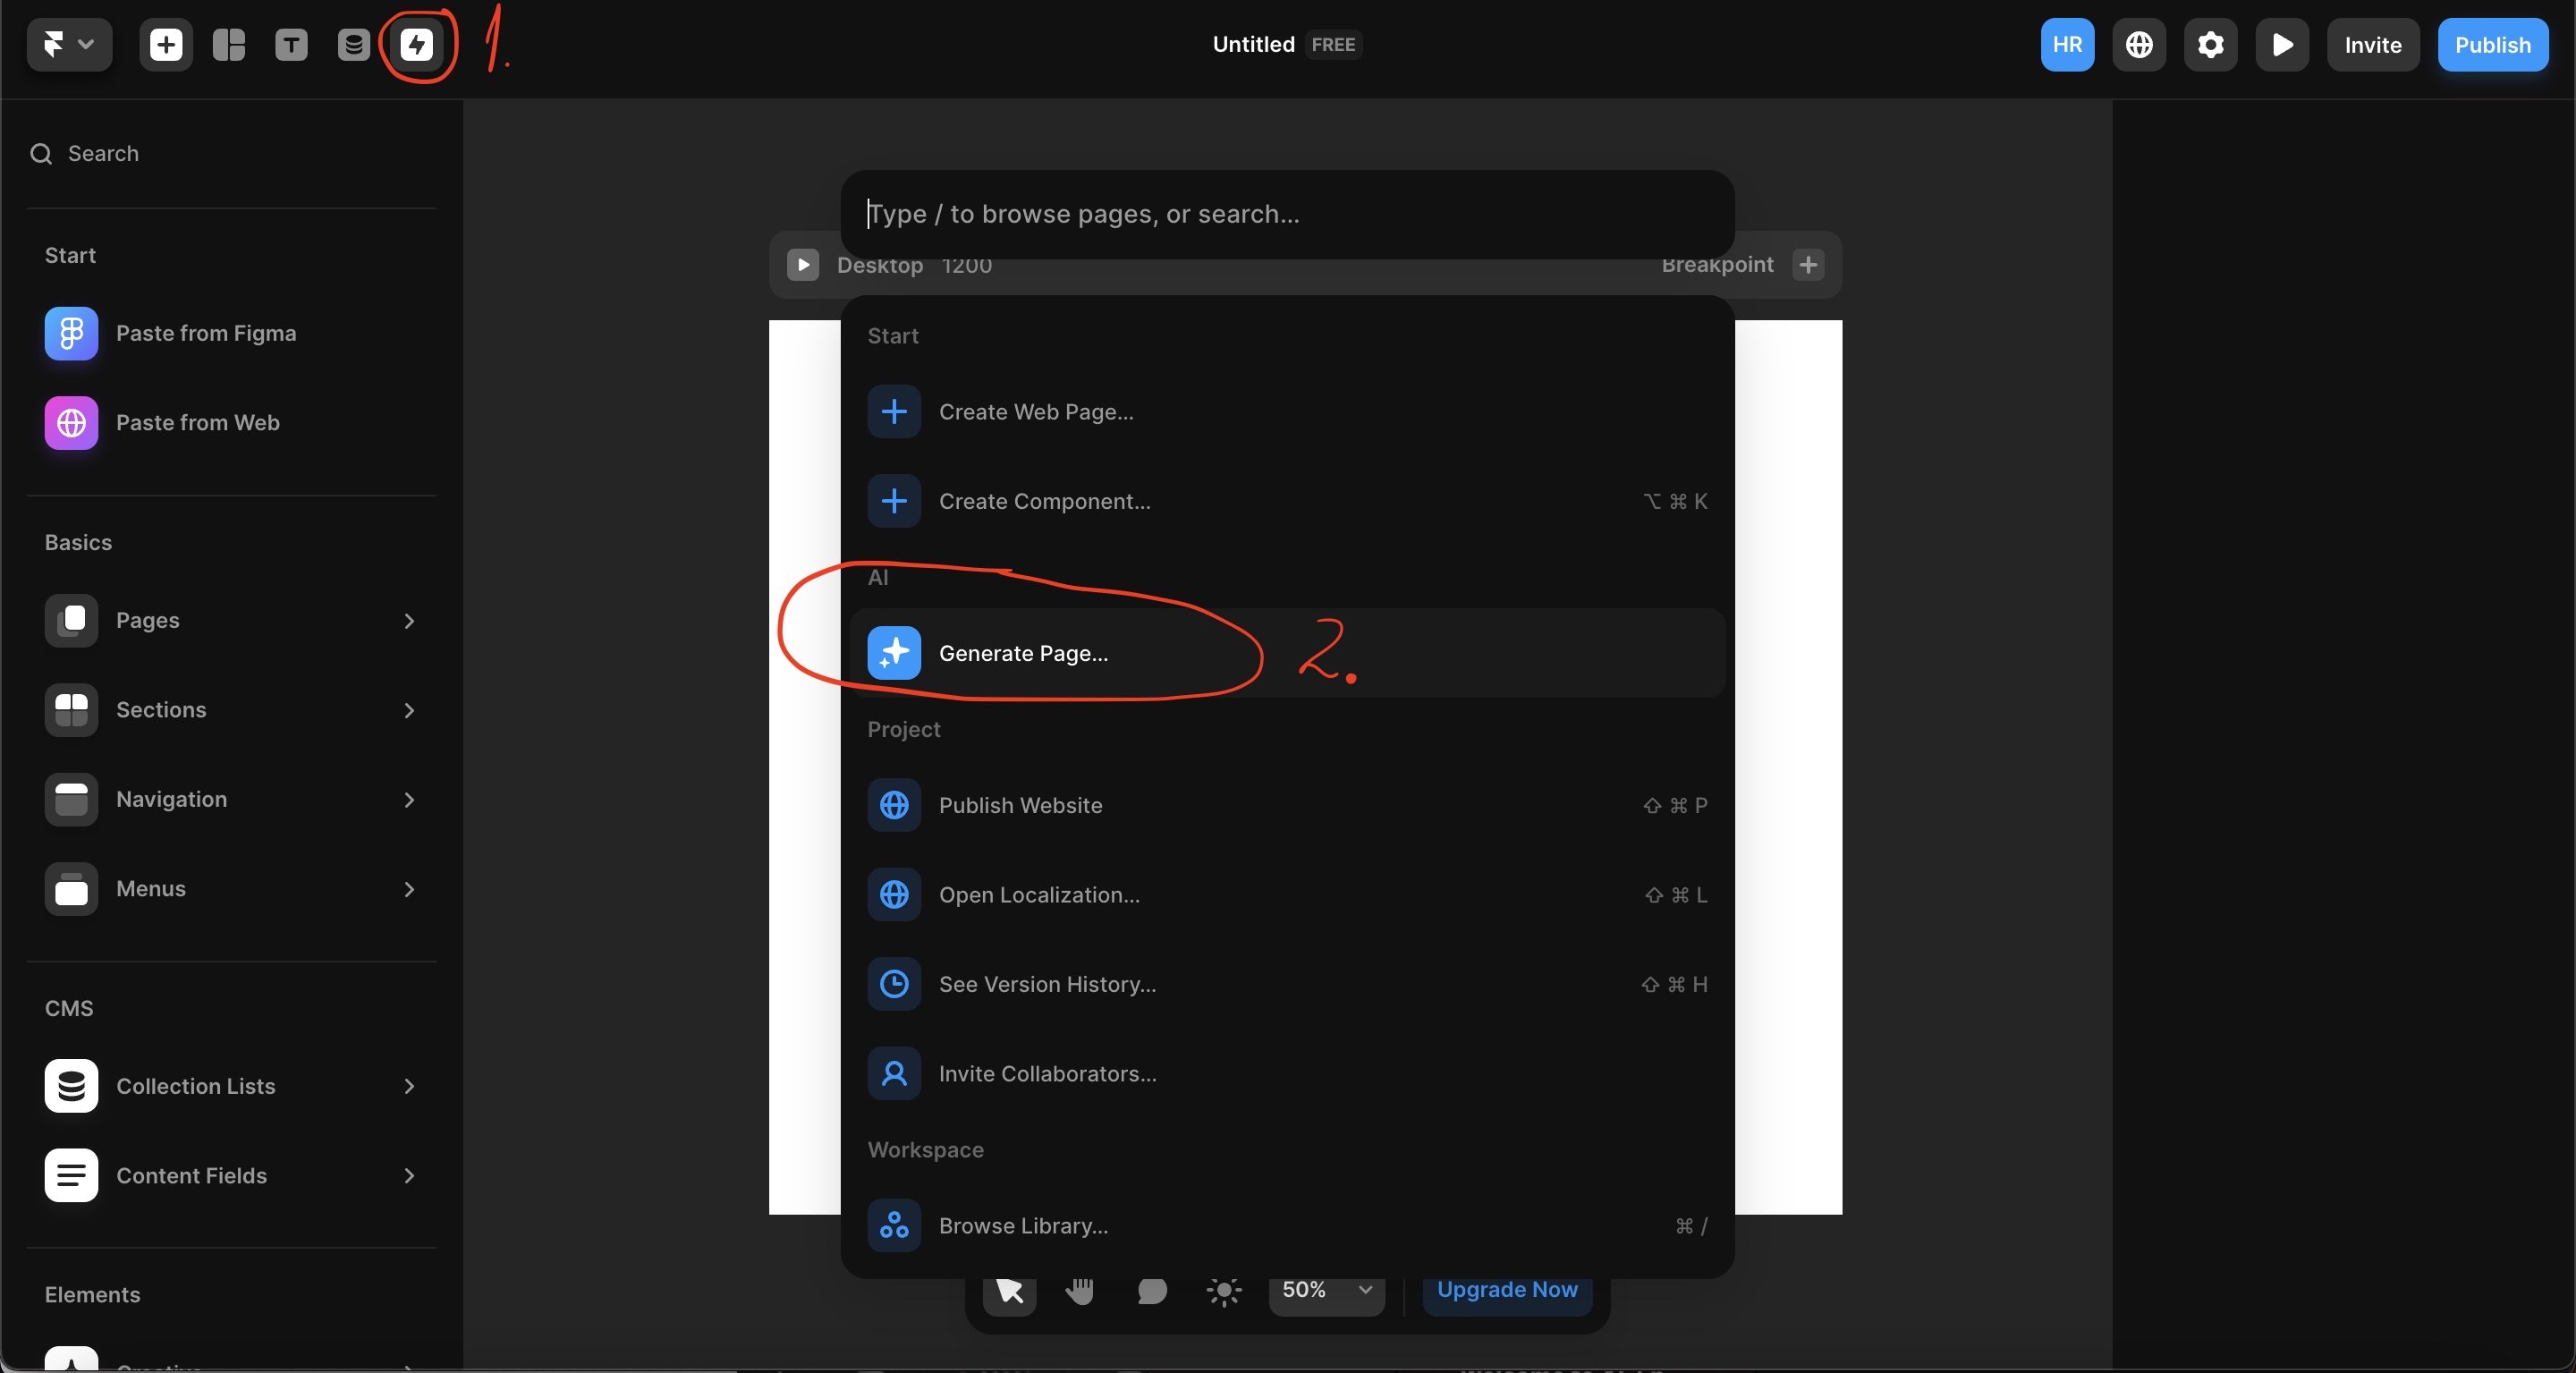 1.
Untitled FREE
HR
Invite
Publish
Search
Start
Paste from Figma
Paste from Web
Basics
Pages
Sections
Navigation
Menus
CMS
Collection Lists
Content Fields
Elements
Type / to browse pages, or search...
Desktop 1200
Breakpoint
Start
Create Web Page...
Create Component... ⌥ ⌘ K
AI
Generate Page...
2.
Project
Publish Website ⇧ ⌘ P
Open Localization... ⇧ ⌘ L
See Version History... ⇧ ⌘ H
Invite Collaborators...
Workspace
Browse Library... ⌘ /
50%
Upgrade Now